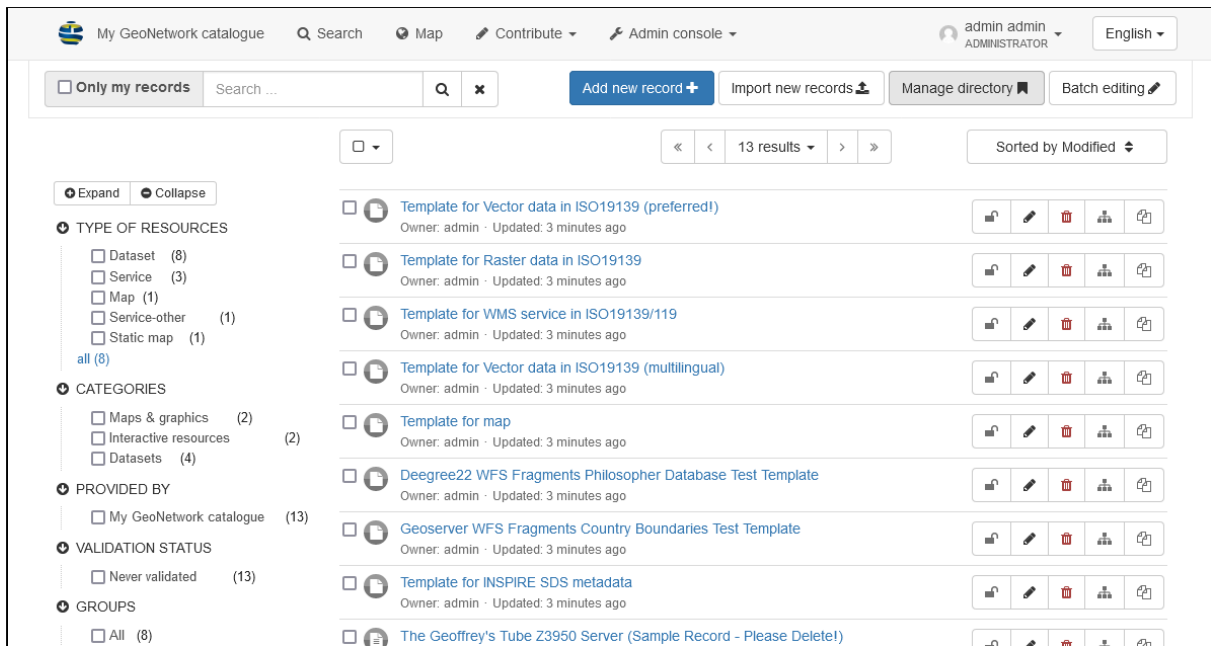 My GeoNetwork catalogue Search Map Contribute Admin console admin admin ADMINISTRATOR English
Only my records Search ... Add new record Import new records Manage directory Batch editing
13 results Sorted by Modified
Expand Collapse
TYPE OF RESOURCES
Dataset (8)
Service (3)
Map (1)
Service-other (1)
Static map (1)
all (8)
CATEGORIES
Maps & graphics (2)
Interactive resources (2)
Datasets (4)
PROVIDED BY
My GeoNetwork catalogue (13)
VALIDATION STATUS
Never validated (13)
GROUPS
All (8)
Template for Vector data in ISO19139 (preferred!)
Owner: admin · Updated: 3 minutes ago
Template for Raster data in ISO19139
Owner: admin · Updated: 3 minutes ago
Template for WMS service in ISO19139/119
Owner: admin · Updated: 3 minutes ago
Template for Vector data in ISO19139 (multilingual)
Owner: admin · Updated: 3 minutes ago
Template for map
Owner: admin · Updated: 3 minutes ago
Deegree22 WFS Fragments Philosopher Database Test Template
Owner: admin · Updated: 3 minutes ago
Geoserver WFS Fragments Country Boundaries Test Template
Owner: admin · Updated: 3 minutes ago
Template for INSPIRE SDS metadata
Owner: admin · Updated: 3 minutes ago
The Geoffrey's Tube Z3950 Server (Sample Record - Please Delete!)